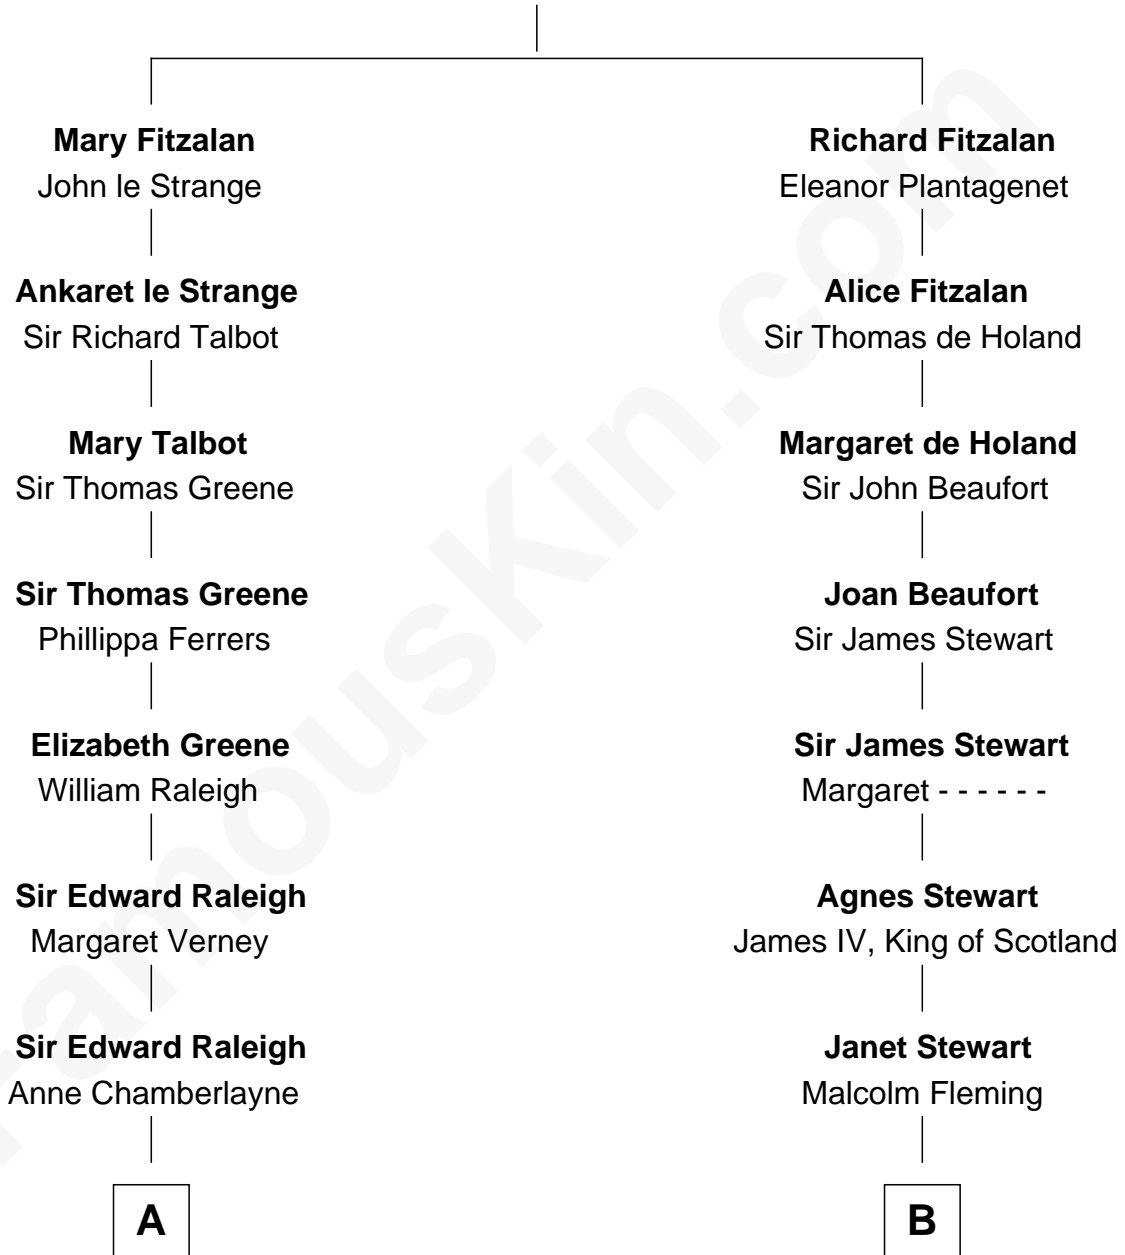 Mary Fitzalan
John le Strange
Ankaret le Strange
Sir Richard Talbot
Mary Talbot
Sir Thomas Greene
Sir Thomas Greene
Phillippa Ferrers
Elizabeth Greene
William Raleigh
Sir Edward Raleigh
Margaret Verney
Sir Edward Raleigh
Anne Chamberlayne
A
Richard Fitzalan
Eleanor Plantagenet
Alice Fitzalan
Sir Thomas de Holand
Margaret de Holand
Sir John Beaufort
Joan Beaufort
Sir James Stewart
Sir James Stewart
Margaret - - - - - -
Agnes Stewart
James IV, King of Scotland
Janet Stewart
Malcolm Fleming
B
FamousKin.com